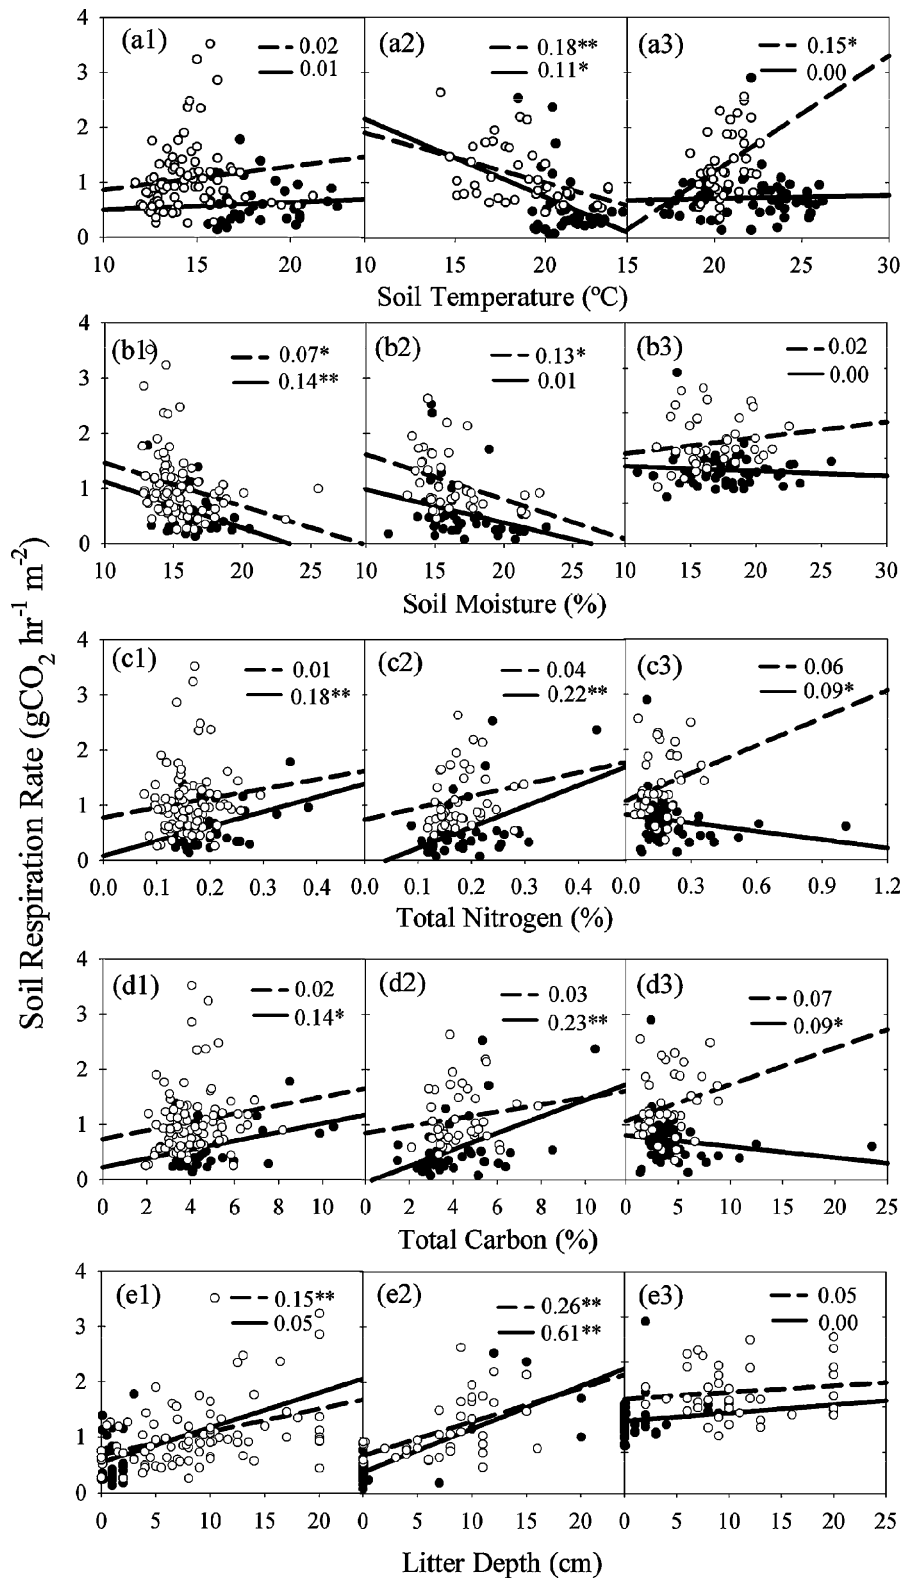 Soil Respiration Rate (gCO2 hr-1 m-2)
(a1) 0.02 0.01
(a2) 0.18** 0.11*
(a3) 0.15* 0.00
4 3 2 1 0
10 15 20 10 15 20 15 20 25 30
Soil Temperature (ºC)
(b1) 0.07* 0.14**
(b2) 0.13* 0.01
(b3) 0.02 0.00
4 3 2 1 0
10 15 20 25 10 15 20 25 10 15 20 25 30
Soil Moisture (%)
(c1) 0.01 0.18**
(c2) 0.04 0.22**
(c3) 0.06 0.09*
4 3 2 1 0
0.0 0.1 0.2 0.3 0.4 0.0 0.1 0.2 0.3 0.4 0.0 0.3 0.6 0.9 1.2
Total Nitrogen (%)
(d1) 0.02 0.14*
(d2) 0.03 0.23**
(d3) 0.07 0.09*
4 3 2 1 0
0 2 4 6 8 10 0 2 4 6 8 10 0 5 10 15 20 25
Total Carbon (%)
(e1) 0.15** 0.05
(e2) 0.26** 0.61**
(e3) 0.05 0.00
4 3 2 1 0
0 5 10 15 20 0 5 10 15 20 0 5 10 15 20 25
Litter Depth (cm)